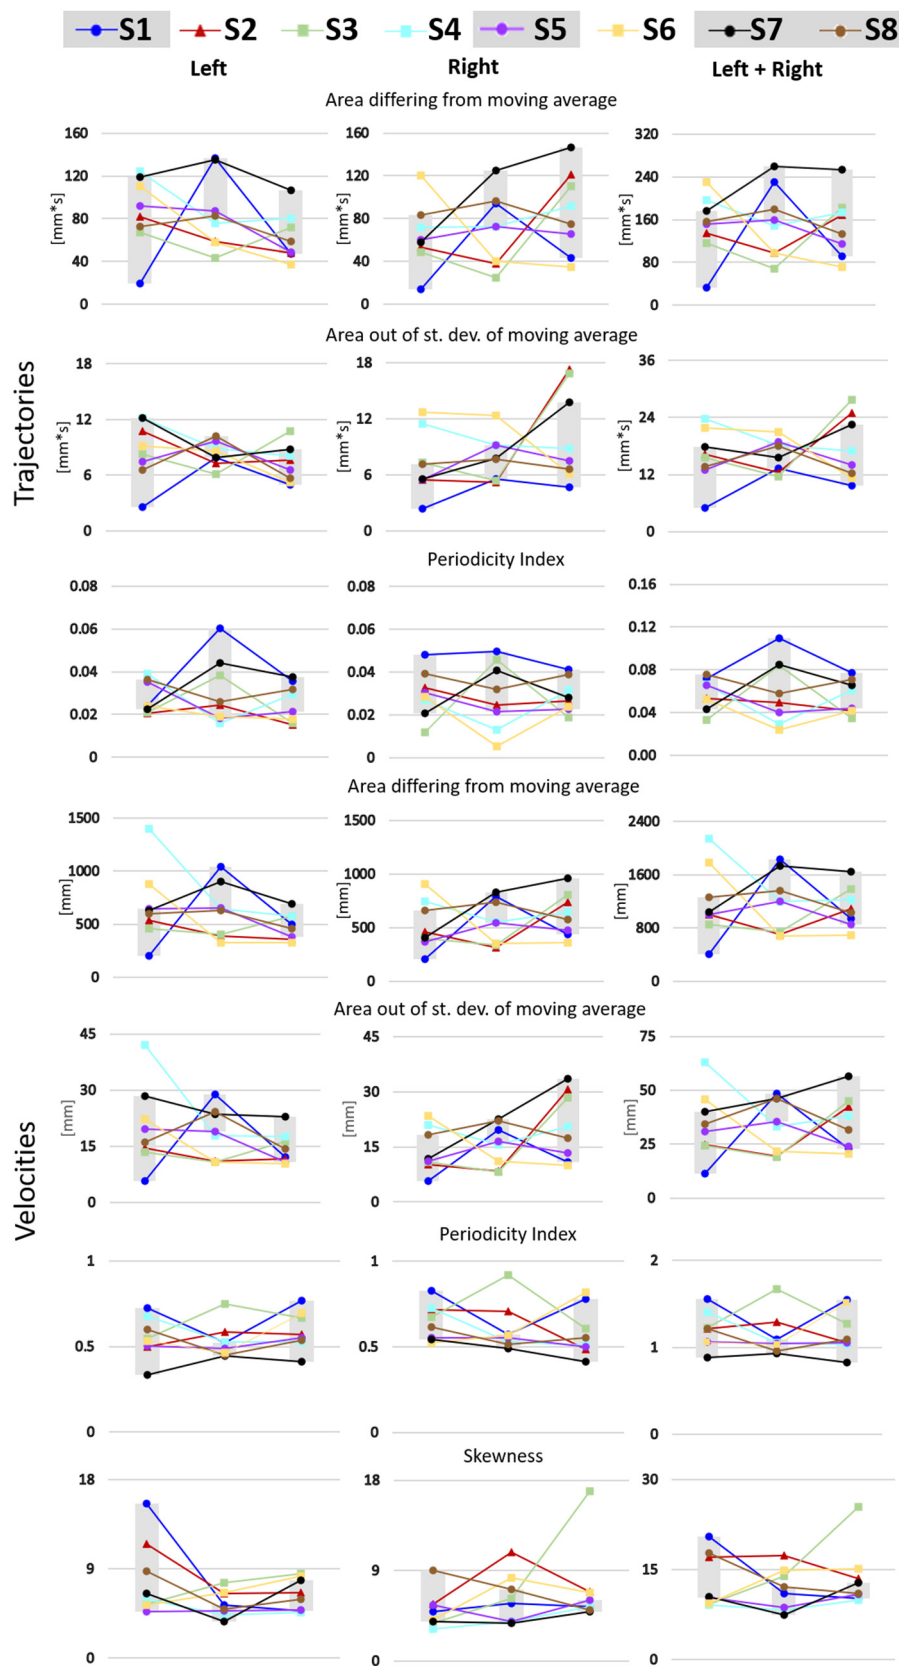 S1 S2 S3 S4 S5 S6 S7 S8
Left Right Left + Right
Area differing from moving average
160 160 320
120 120 240
80 80 160
40 40 80
0 0 0
[mm*s] [mm*s] [mm*s]
Trajectories
Area out of st. dev. of moving average
18 18 36
12 12 24
6 6 12
0 0 0
[mm*s] [mm*s] [mm*s]
Periodicity Index
0.08 0.08 0.16
0.06 0.06 0.12
0.04 0.04 0.08
0.02 0.02 0.04
0 0 0.00
Area differing from moving average
1500 1500 2400
1000 1000 1600
500 500 800
0 0 0
[mm] [mm] [mm]
Velocities
Area out of st. dev. of moving average
45 45 75
30 30 50
15 15 25
0 0 0
[mm] [mm] [mm]
Periodicity Index
1 1 2
0.5 0.5 1
0 0 0
Skewness
18 18 30
9 9 15
0 0 0